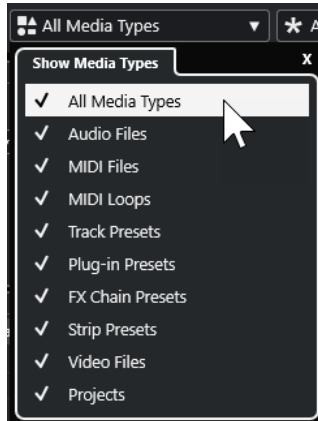 All Media Types
A
Show Media Types
x
All Media Types
Audio Files
MIDI Files
MIDI Loops
Track Presets
Plug-in Presets
FX Chain Presets
Strip Presets
Video Files
Projects